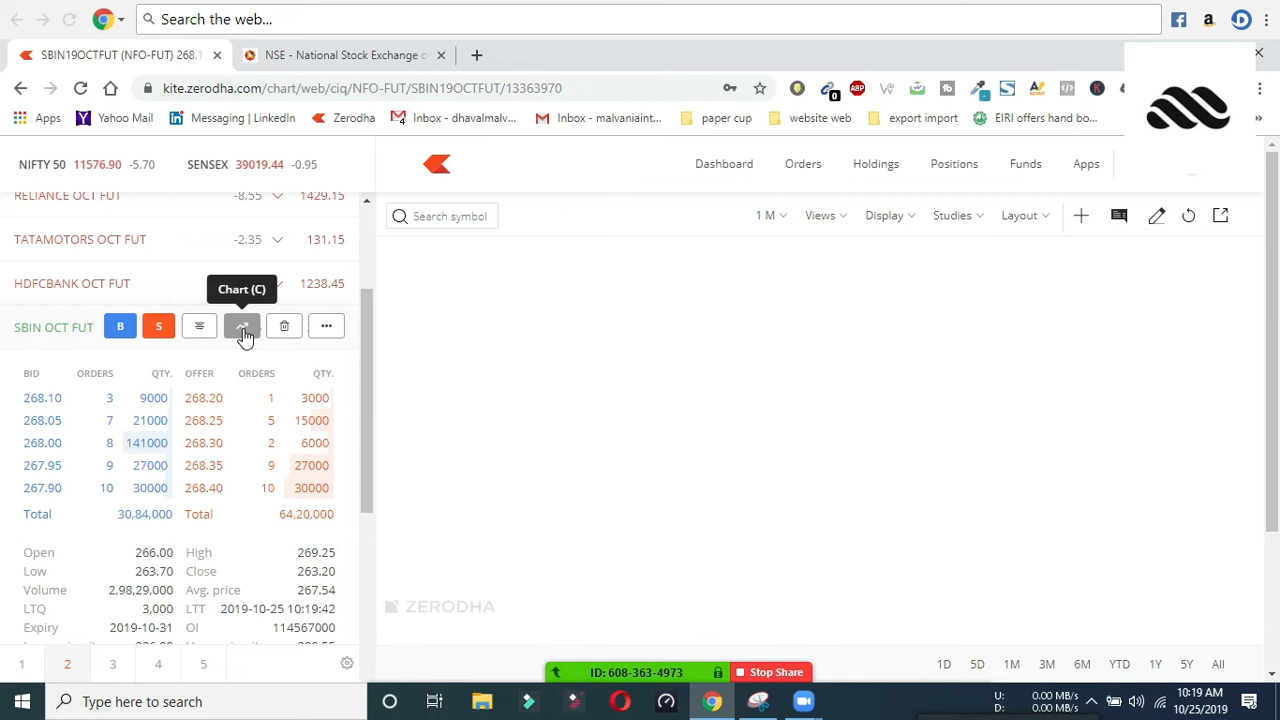 Search the web...
SBIN19OCTFUT (NFO-FUT) 268.1
NSE - National Stock Exchange o
kite.zerodha.com/chart/web/ciq/NFO-FUT/SBIN19OCTFUT/13363970
Apps Yahoo Mail Messaging | LinkedIn Zerodha Inbox - dhavalmalv... Inbox - malvaniaint... paper cup website web export import EIRI offers hand bo... »
NIFTY 50 11576.90 -5.70 SENSEX 39019.44 -0.95
Dashboard Orders Holdings Positions Funds Apps
RELIANCE OCT FUT -8.55 1429.15
Search symbol 1 M Views Display Studies Layout
TATAMOTORS OCT FUT -2.35 131.15
HDFCBANK OCT FUT 1238.45
Chart (C)
SBIN OCT FUT B S
BID ORDERS QTY. OFFER ORDERS QTY.
268.10 3 9000 268.20 1 3000
268.05 7 21000 268.25 5 15000
268.00 8 141000 268.30 2 6000
267.95 9 27000 268.35 9 27000
267.90 10 30000 268.40 10 30000
Total 30,84,000 Total 64,20,000
Open 266.00 High 269.25
Low 263.70 Close 263.20
Volume 2,98,29,000 Avg. price 267.54
LTQ 3,000 LTT 2019-10-25 10:19:42
Expiry 2019-10-31 OI 114567000
ZERODHA
1 2 3 4 5
1D 5D 1M 3M 6M YTD 1Y 5Y All
ID: 608-363-4973 Stop Share
Type here to search
U: 0.00 MB/s
D: 0.00 MB/s
10:19 AM
10/25/2019